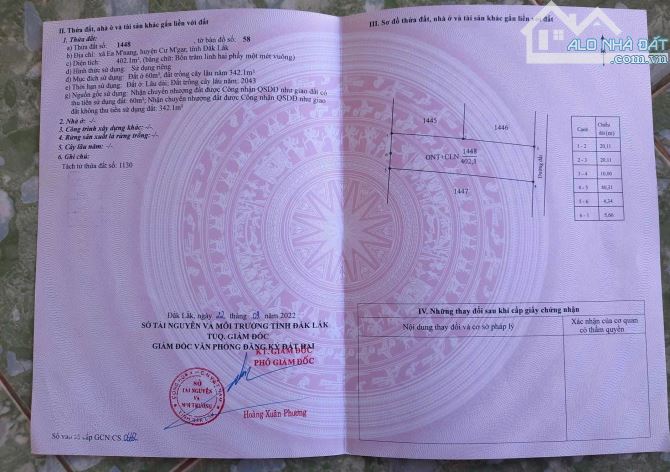 II. Thửa đất, nhà ở và tài sản khác gắn liền với đất
1. Thửa đất:
a) Thửa đất số: 1448 tờ bản đồ số: 58
b) Địa chỉ: xã Ea M'nang, huyện Cư M'gar, tỉnh Đắk Lắk
c) Diện tích: 402.1m², (bằng chữ: Bốn trăm linh hai phẩy một mét vuông)
d) Hình thức sử dụng: Sử dụng riêng
đ) Mục đích sử dụng: Đất ở 60m²; đất trồng cây lâu năm 342.1m²
e) Thời hạn sử dụng: Đất ở: Lâu dài; Đất trồng cây lâu năm: 2043
g) Nguồn gốc sử dụng: Nhận chuyển nhượng đất được Công nhận QSDĐ như giao đất có
thu tiền sử dụng đất: 60m²; Nhận chuyển nhượng đất được Công nhận QSDĐ như giao
đất không thu tiền sử dụng đất: 342.1m²
2. Nhà ở: -/-
3. Công trình xây dựng khác: -/-
4. Rừng sản xuất là rừng trồng: -/-
5. Cây lâu năm: -/-
6. Ghi chú:
Tách từ thửa đất số: 1130
Đắk Lắk, ngày 22 tháng 08 năm 2022
SỞ TÀI NGUYÊN VÀ MÔI TRƯỜNG TỈNH ĐẮK LẮK
TUQ. GIÁM ĐỐC
GIÁM ĐỐC VĂN PHÒNG ĐĂNG KÝ ĐẤT ĐAI
KT. GIÁM ĐỐC
PHÓ GIÁM ĐỐC
SỞ
TÀI NGUYÊN
VÀ
MÔI TRƯỜNG
Hoàng Xuân Phương
Số vào sổ cấp GCN: CS
III. Sơ đồ thửa đất, nhà ở và tài sản khác gắn liền với đất
ALO NHÀ ĐẤT
1445
1446
1448
ONT+CLN
402,1
1447
Đường đất
Cạnh Chiều dài (m)
1 - 2 20,11
2 - 3 20,11
3 - 4 10,00
4 - 5
5 - 6 4,34
6 - 1 5,66
IV. Những thay đổi sau khi cấp giấy chứng nhận
Nội dung thay đổi và cơ sở pháp lý
Xác nhận của cơ quan
có thẩm quyền